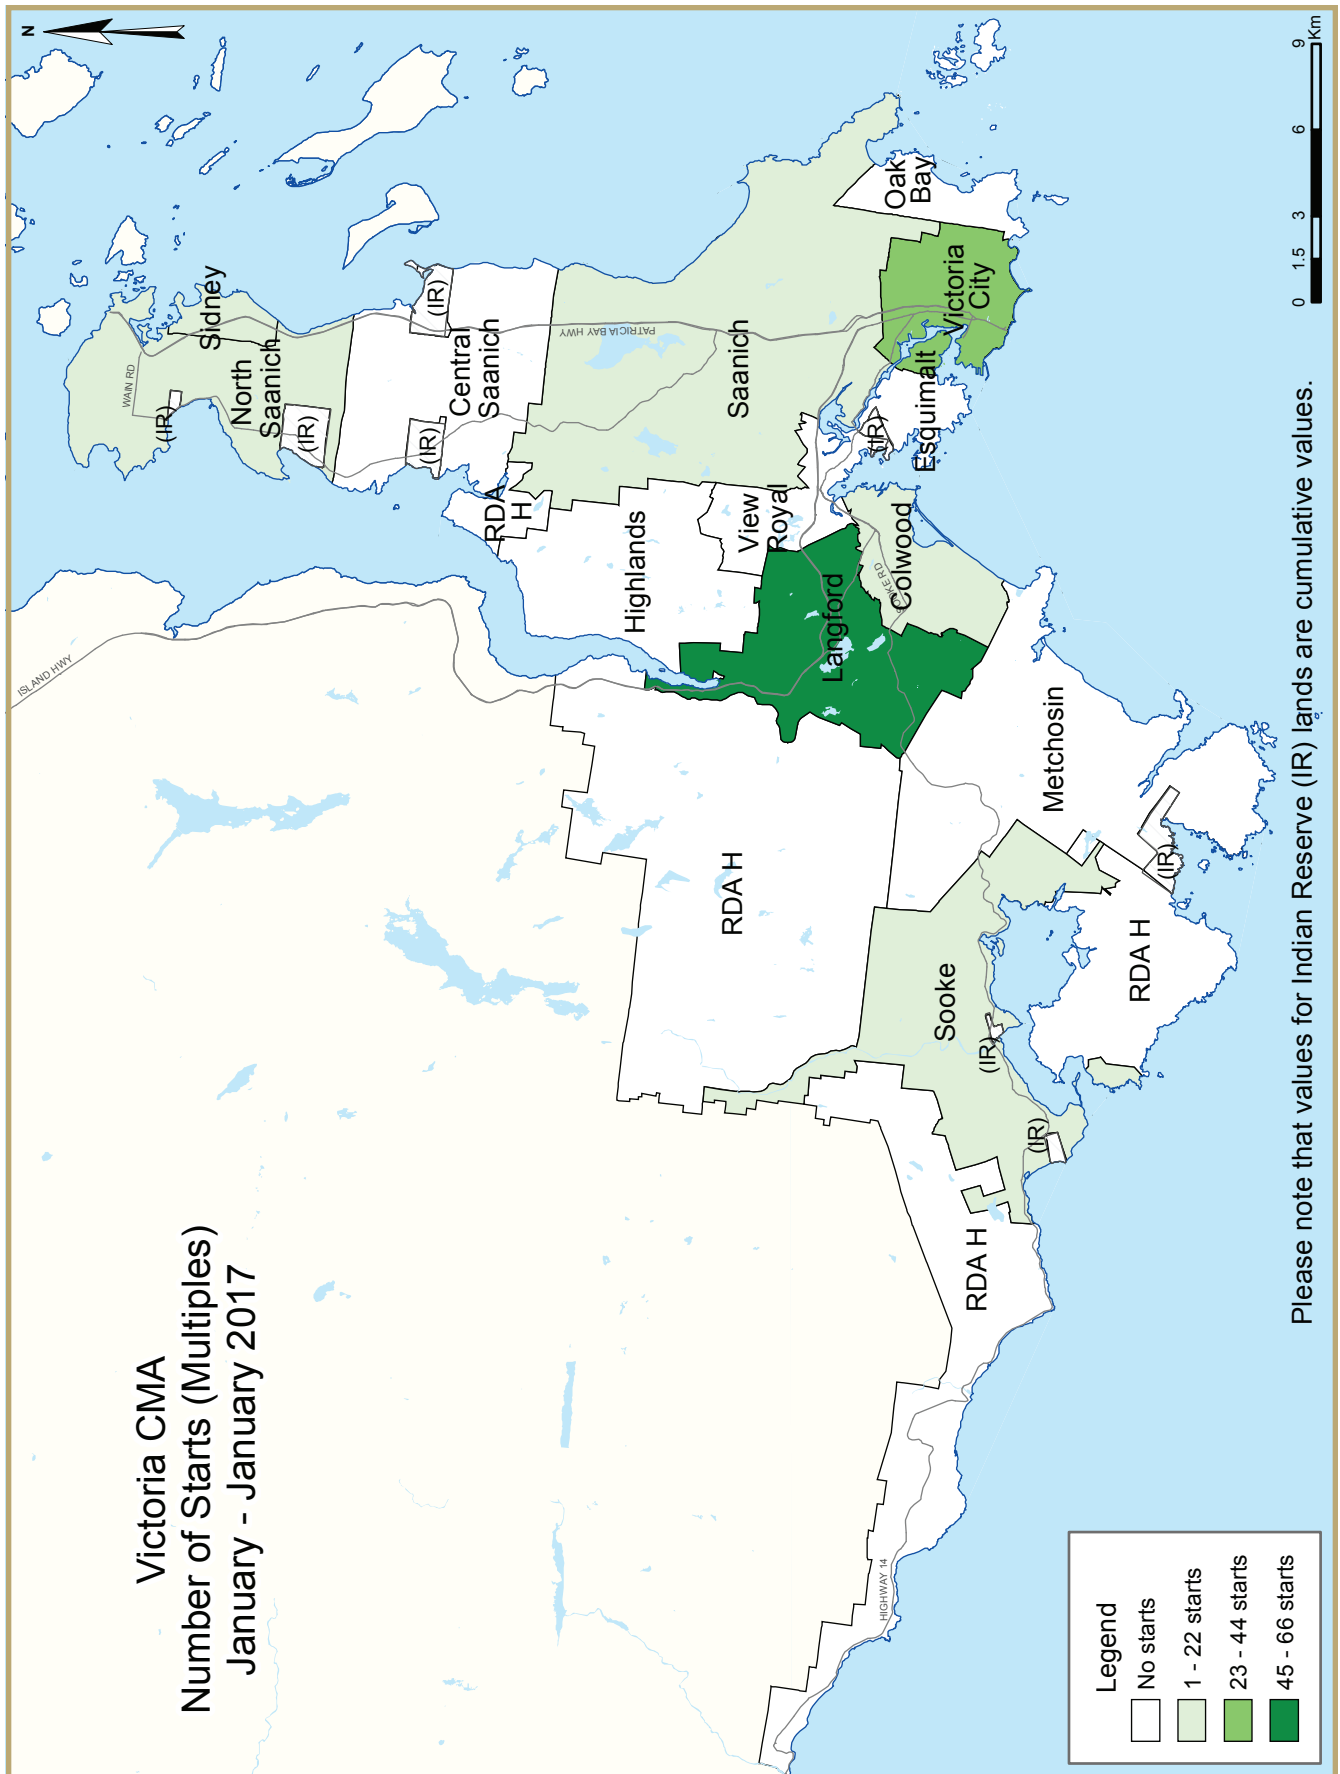 Victoria CMA
Number of Starts (Multiples)
January - January 2017
N
ISLAND HWY
WAIN RD
(IR)
North
Saanich
Sidney
(IR)
(IR)
Central
Saanich
(IR)
PATRICIA BAY HWY
RDA
H
Saanich
Highlands
View
Royal
Oak
Bay
Victoria
City
(IR)
Esquimalt
Langford
SOOKE RD
Colwood
RDA H
Metchosin
(IR)
RDA H
Sooke
(IR)
(IR)
RDA H
HIGHWAY 14
Legend
No starts
1 - 22 starts
23 - 44 starts
45 - 66 starts
0 1.5 3 6 9
Km
Please note that values for Indian Reserve (IR) lands are cumulative values.